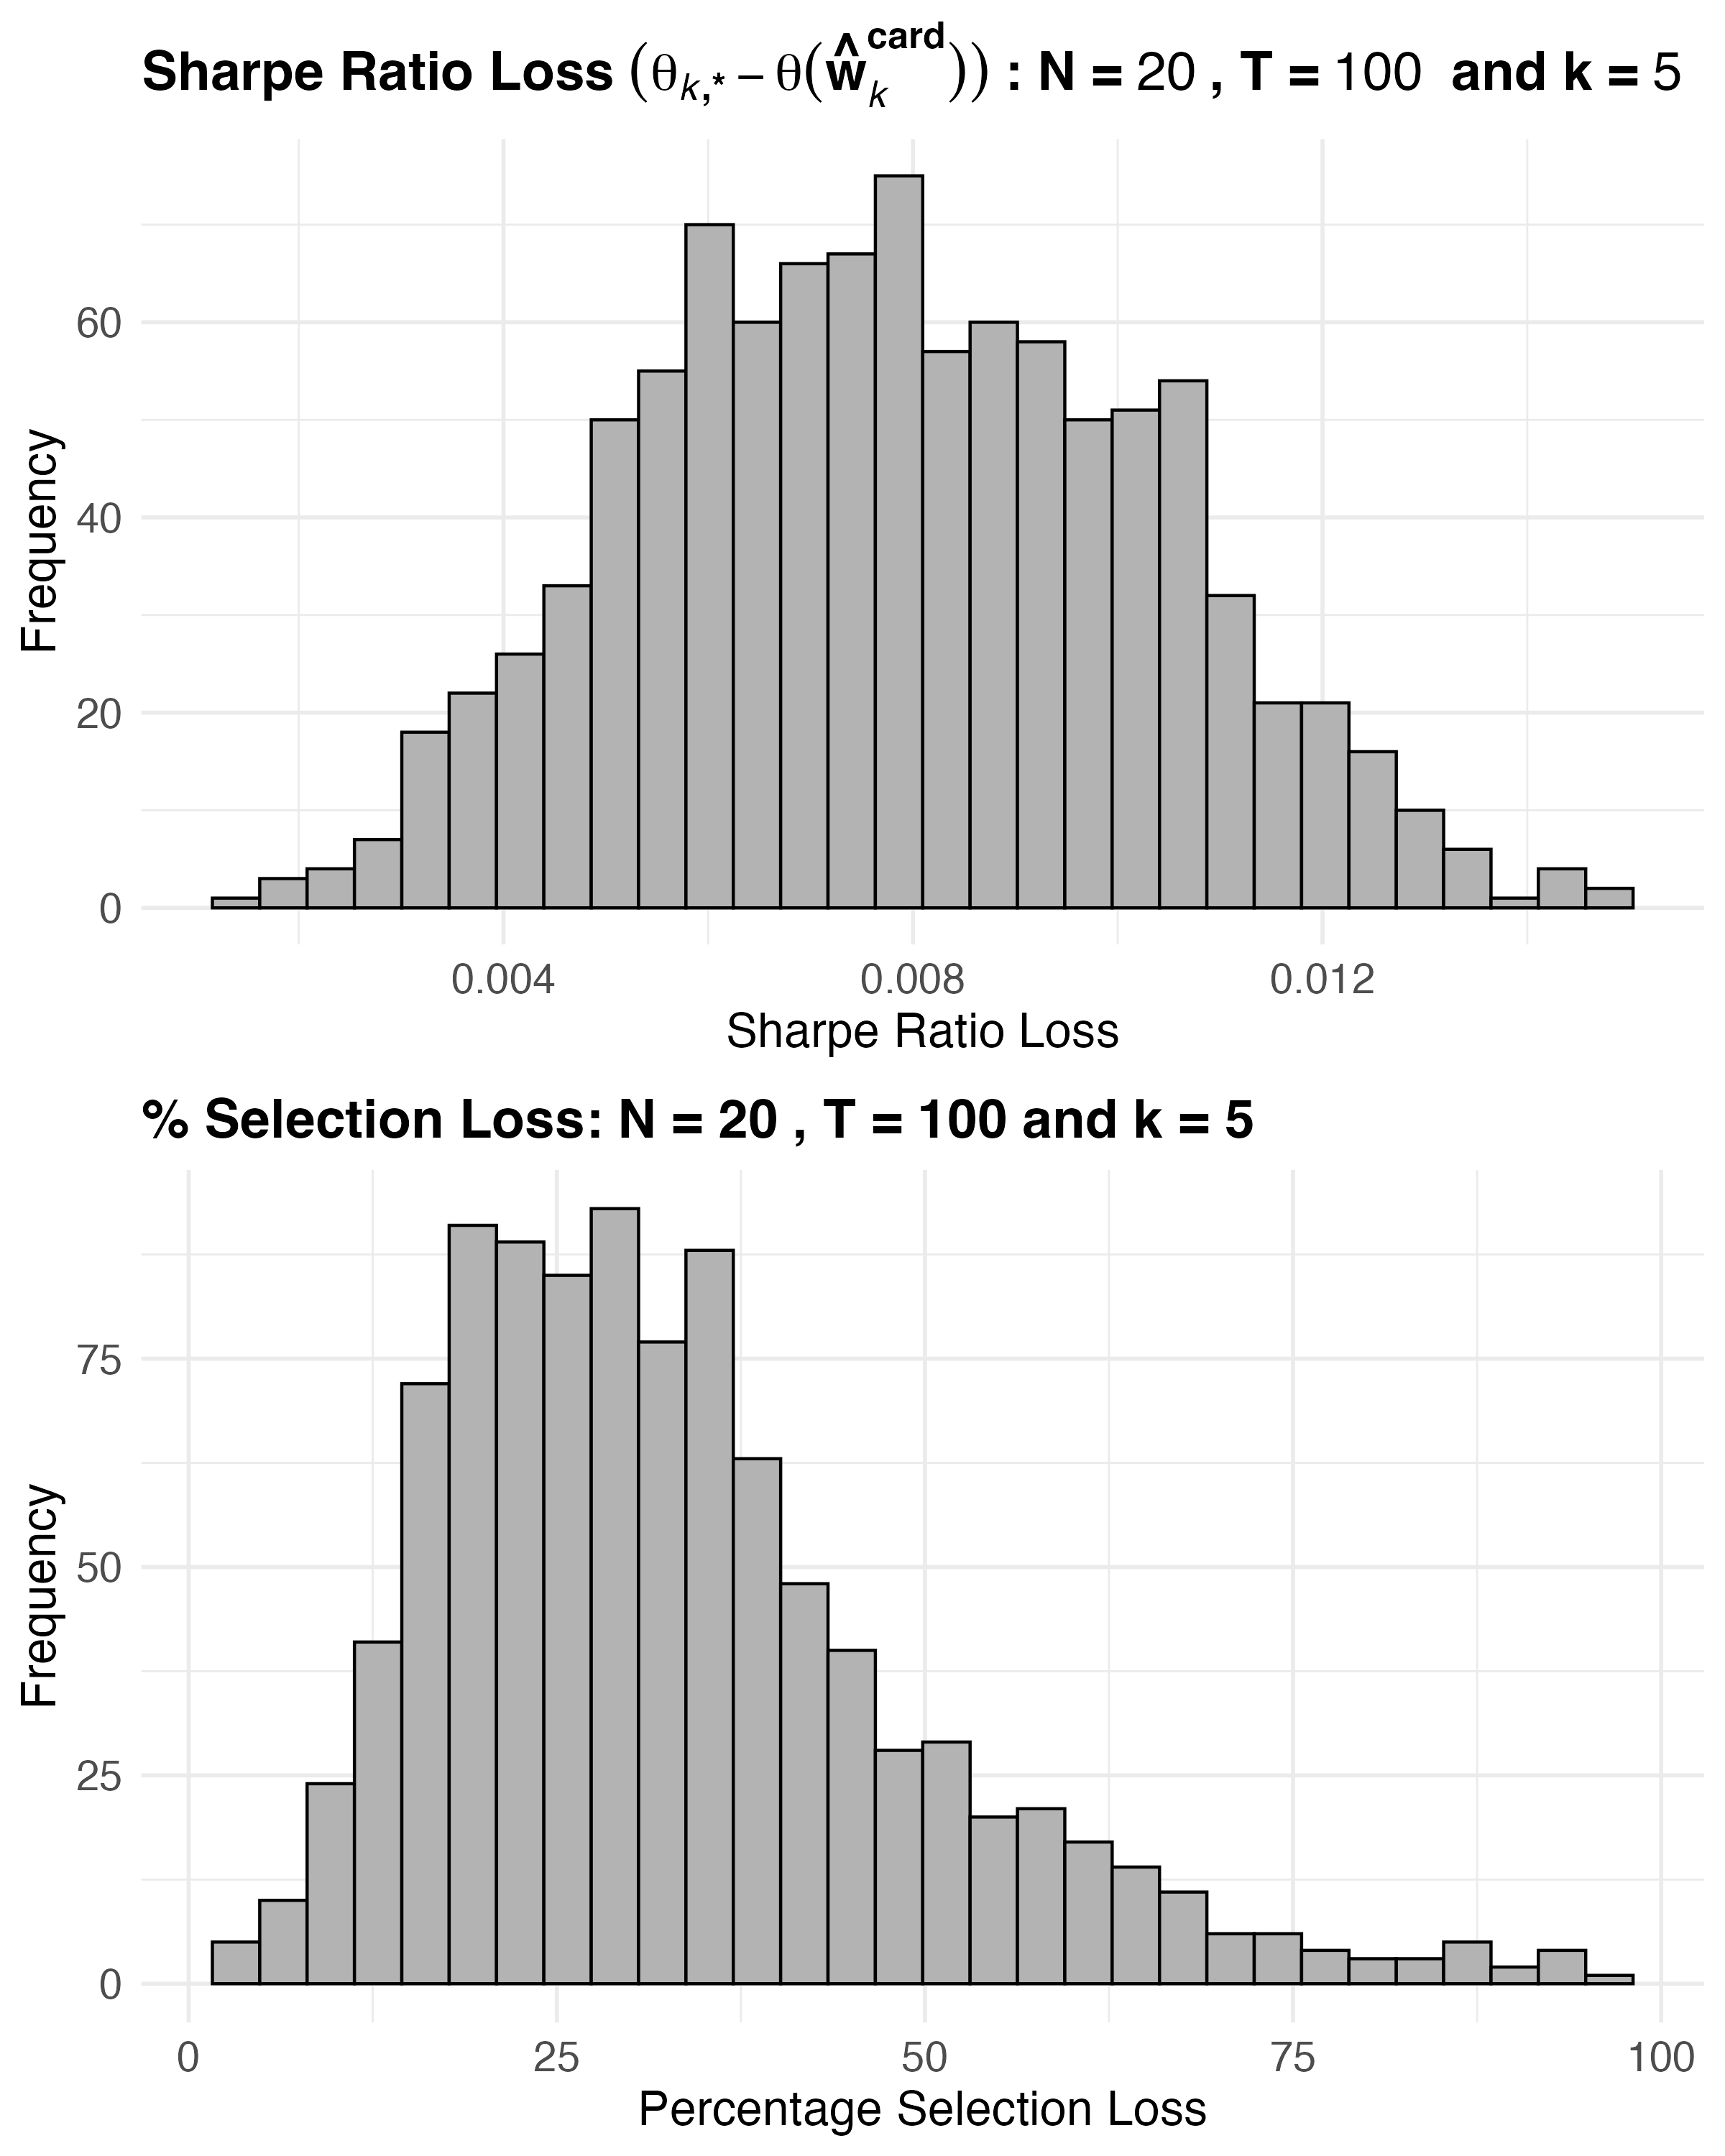 Sharpe Ratio Loss (θk,* − θ(ŵk^card)) : N = 20 , T = 100 and k = 5
Frequency
60
40
20
0
0.004 0.008 0.012
Sharpe Ratio Loss
% Selection Loss: N = 20 , T = 100 and k = 5
Frequency
75
50
25
0
0 25 50 75 100
Percentage Selection Loss